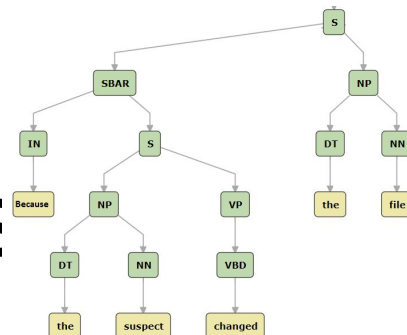 S
SBAR NP
IN S DT NN
Because NP VP the file
DT NN VBD
the suspect changed